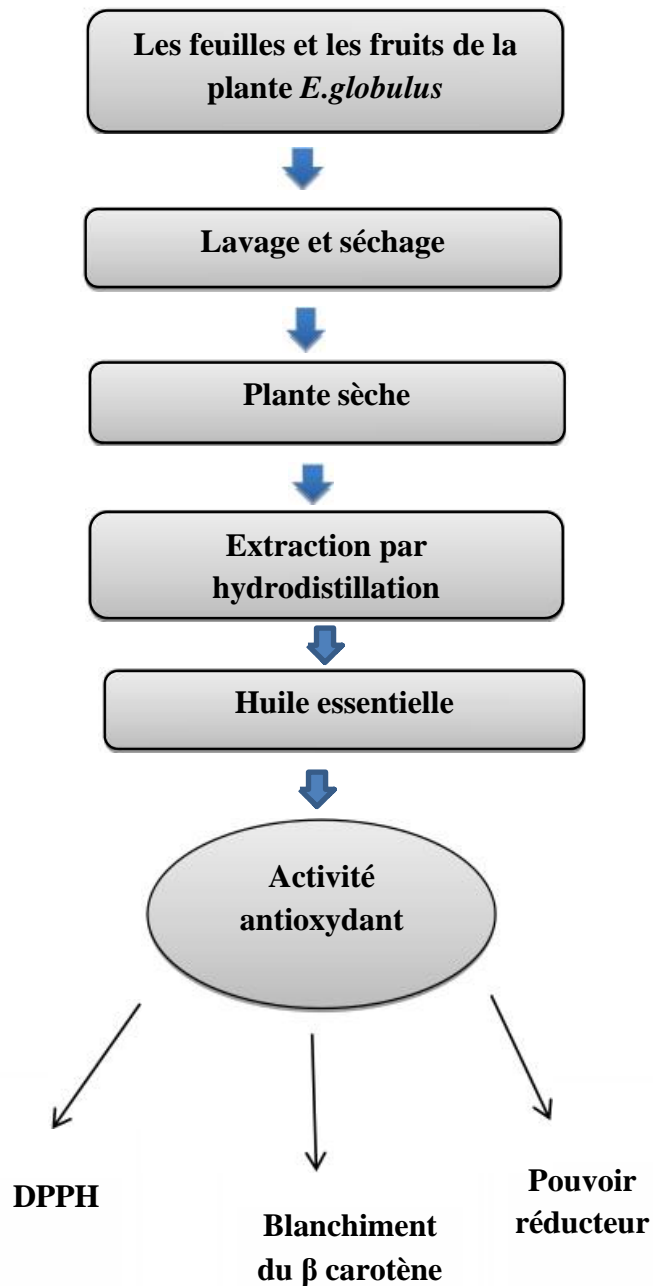 Les feuilles et les fruits de la
plante E.globulus
Lavage et séchage
Plante sèche
Extraction par
hydrodistillation
Huile essentielle
Activité
antioxydant
DPPH
Blanchiment
du β carotène
Pouvoir
réducteur